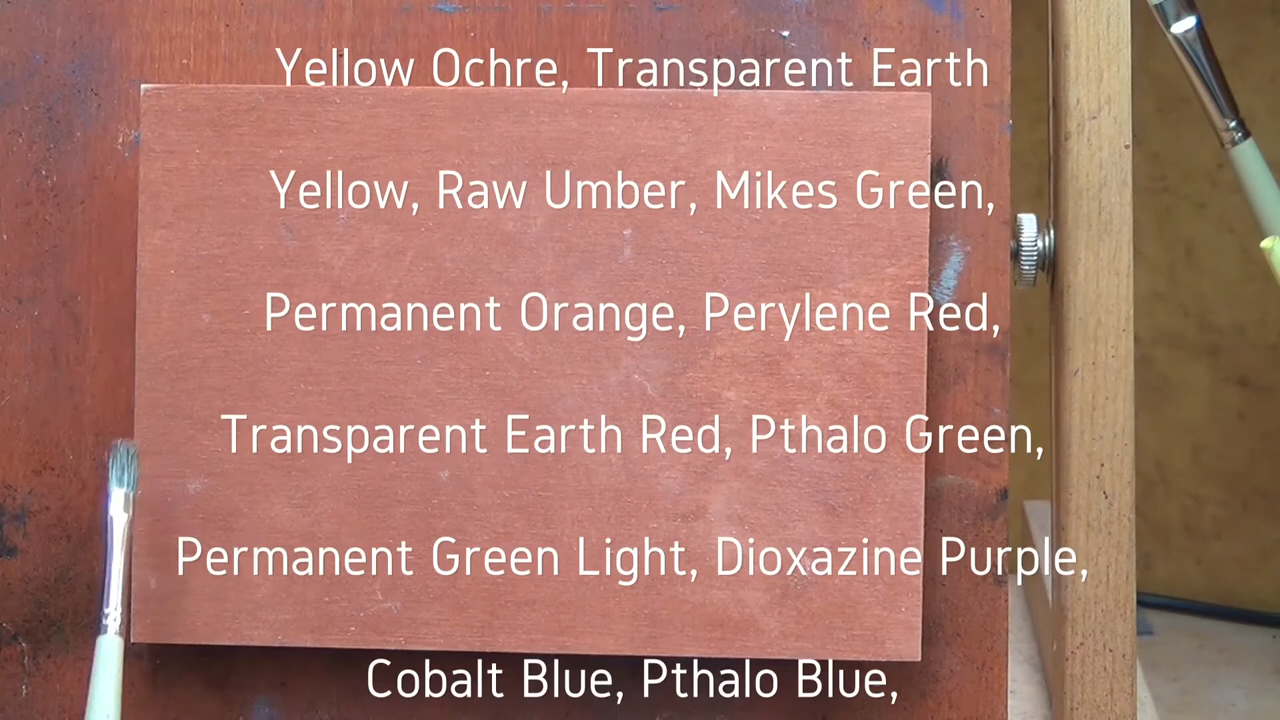 Yellow Ochre, Transparent Earth
Yellow, Raw Umber, Mikes Green,
Permanent Orange, Perylene Red,
Transparent Earth Red, Pthalo Green,
Permanent Green Light, Dioxazine Purple,
Cobalt Blue, Pthalo Blue,